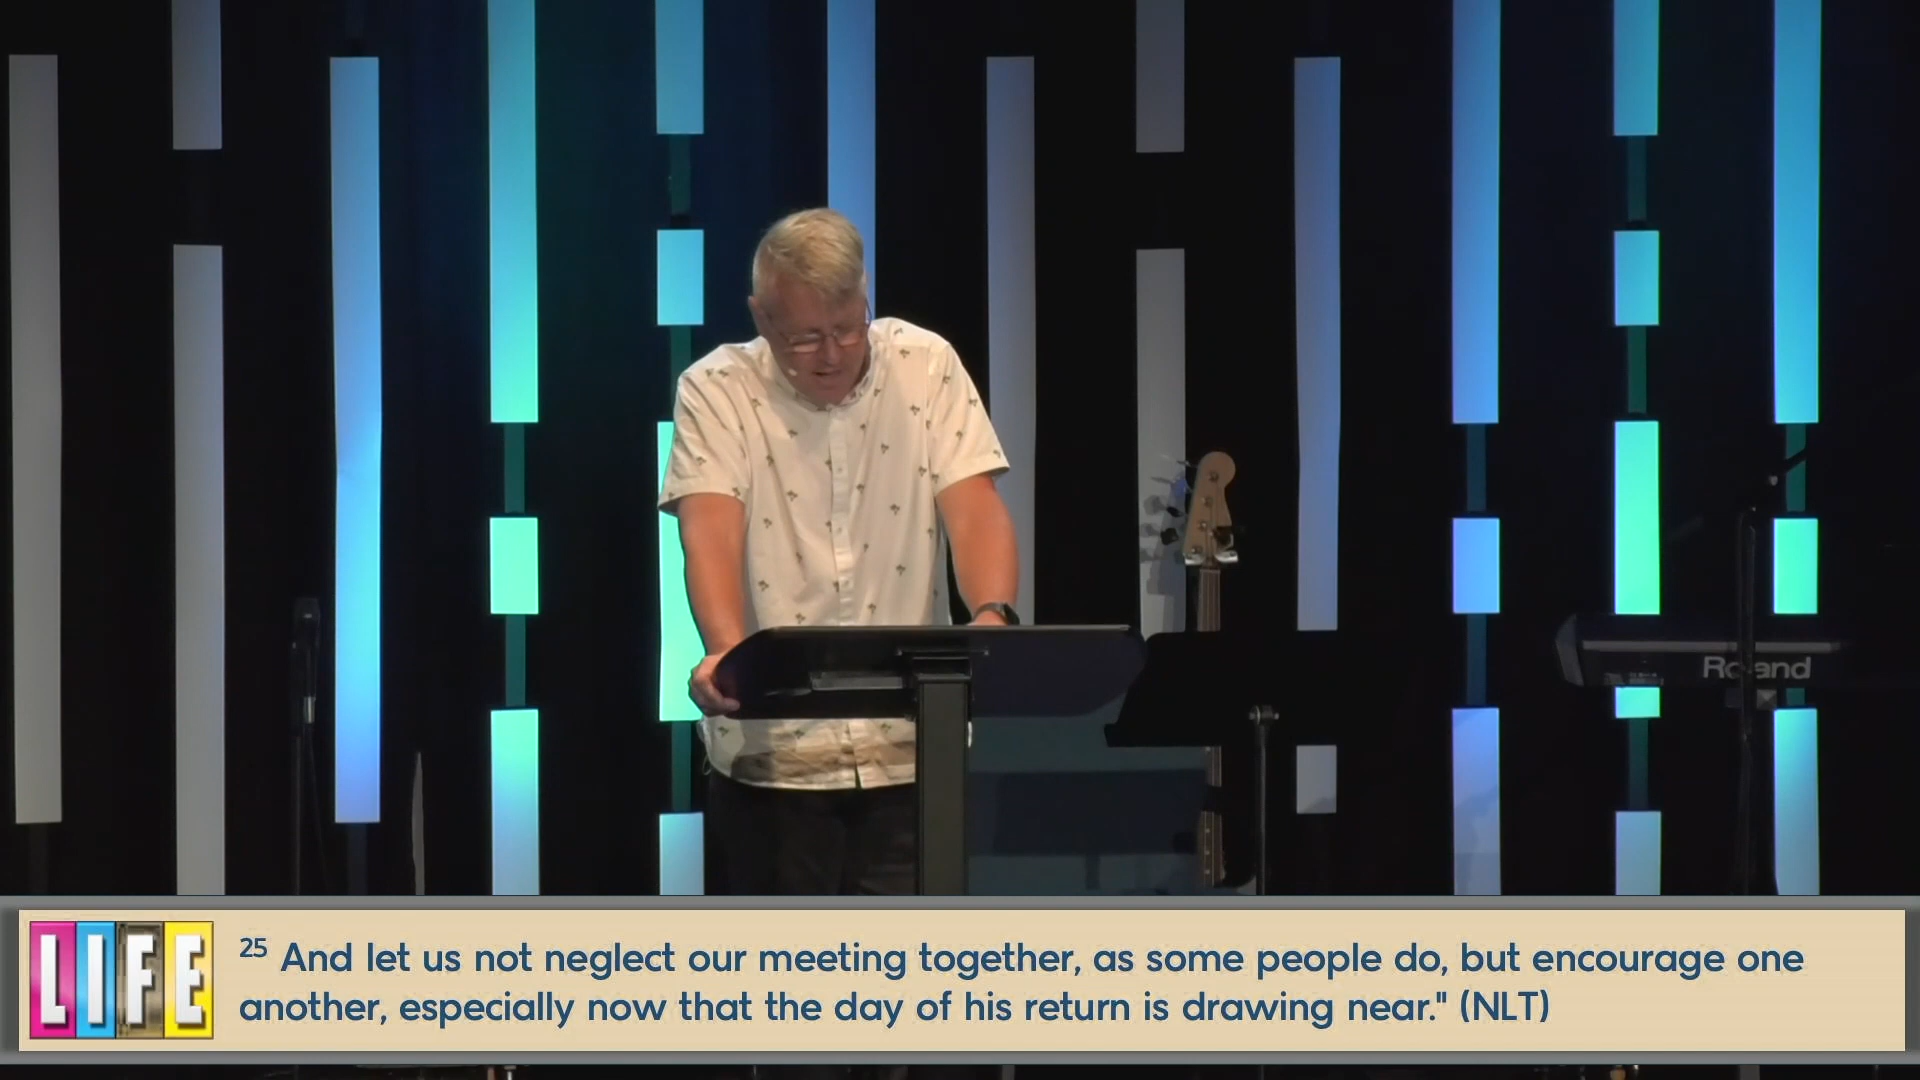 Roland
LIFE
25 And let us not neglect our meeting together, as some people do, but encourage one
another, especially now that the day of his return is drawing near." (NLT)